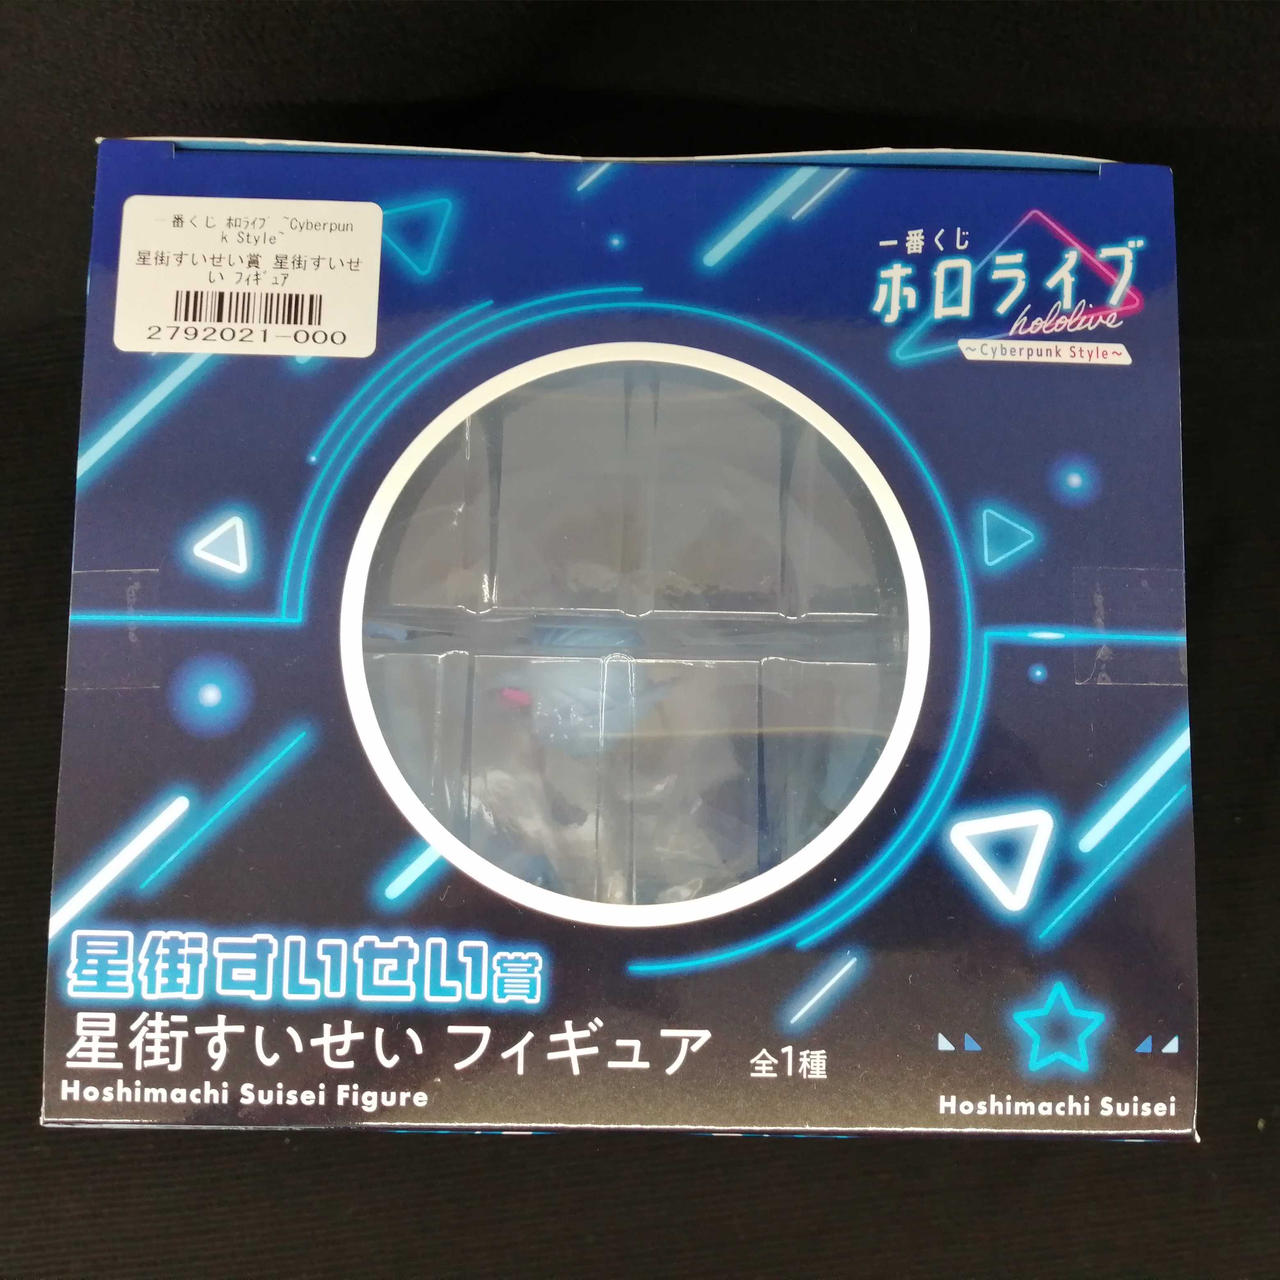 一番くじ ﾎﾛﾗｲﾌﾞ ~Cyberpun
k Style~
星街すいせい賞 星街すいせ
い ﾌｨｷﾞｭｱ
2792021-000
一番くじ
ホロライブ
hololive
～Cyberpunk Style～
星街すいせい賞
星街すいせい フィギュア 全1種
Hoshimachi Suisei Figure
Hoshimachi Suisei